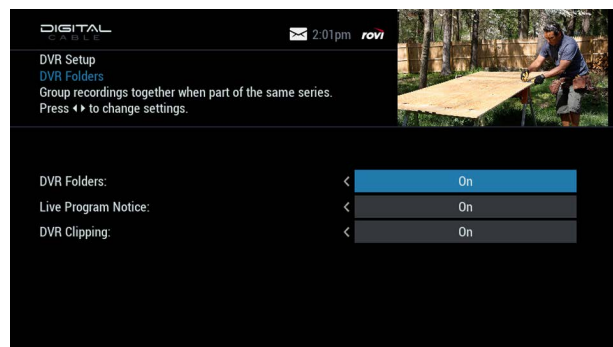 DIGITAL
CABLE
2:01pm rovi
DVR Setup
DVR Folders
Group recordings together when part of the same series.
Press ◂▸ to change settings.
DVR Folders: < On
Live Program Notice: < On
DVR Clipping: < On